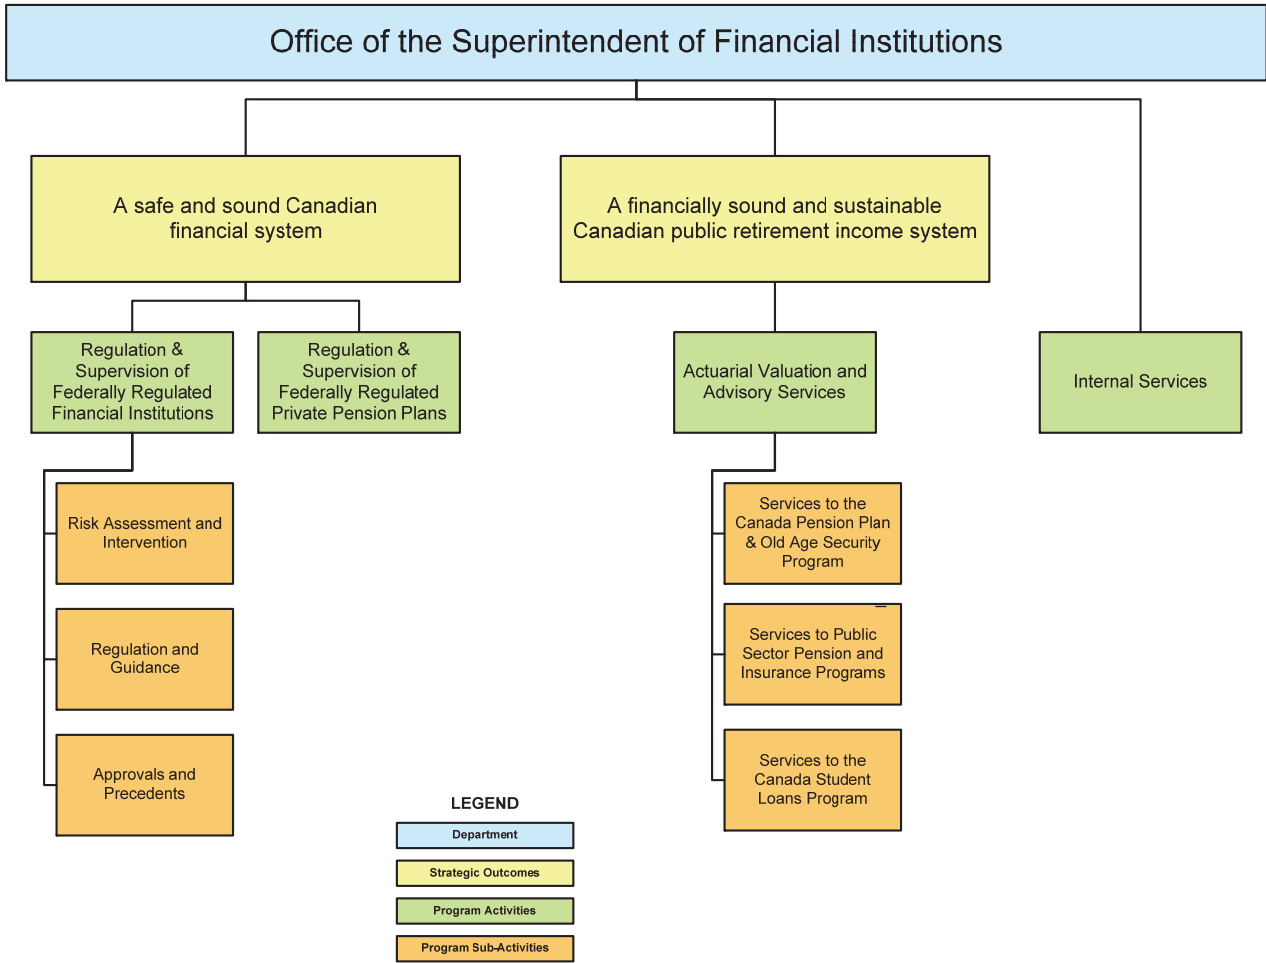 Office of the Superintendent of Financial Institutions
A safe and sound Canadian
financial system
A financially sound and sustainable
Canadian public retirement income system
Regulation &
Supervision of
Federally Regulated
Financial Institutions
Regulation &
Supervision of
Federally Regulated
Private Pension Plans
Actuarial Valuation and
Advisory Services
Internal Services
Risk Assessment and
Intervention
Regulation and
Guidance
Approvals and
Precedents
Services to the
Canada Pension Plan
& Old Age Security
Program
Services to Public
Sector Pension and
Insurance Programs
Services to the
Canada Student
Loans Program
LEGEND
Department
Strategic Outcomes
Program Activities
Program Sub-Activities